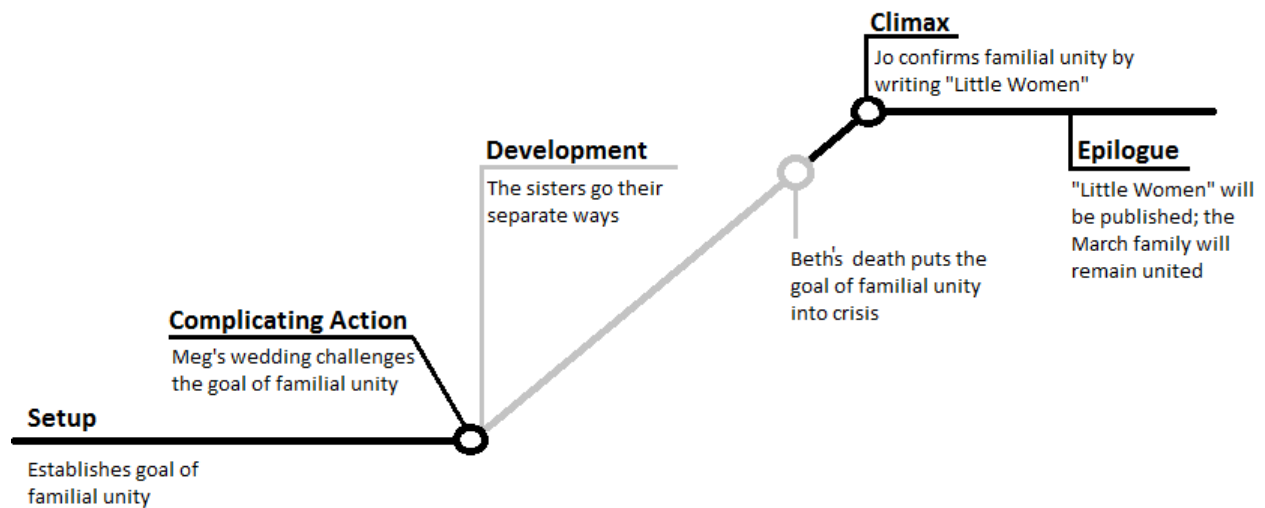 Climax
Jo confirms familial unity by
writing "Little Women"
Development
The sisters go their
separate ways
Epilogue
"Little Women" will
be published; the
March family will
remain united
Beth's death puts the
goal of familial unity
into crisis
Complicating Action
Meg's wedding challenges
the goal of familial unity
Setup
Establishes goal of
familial unity